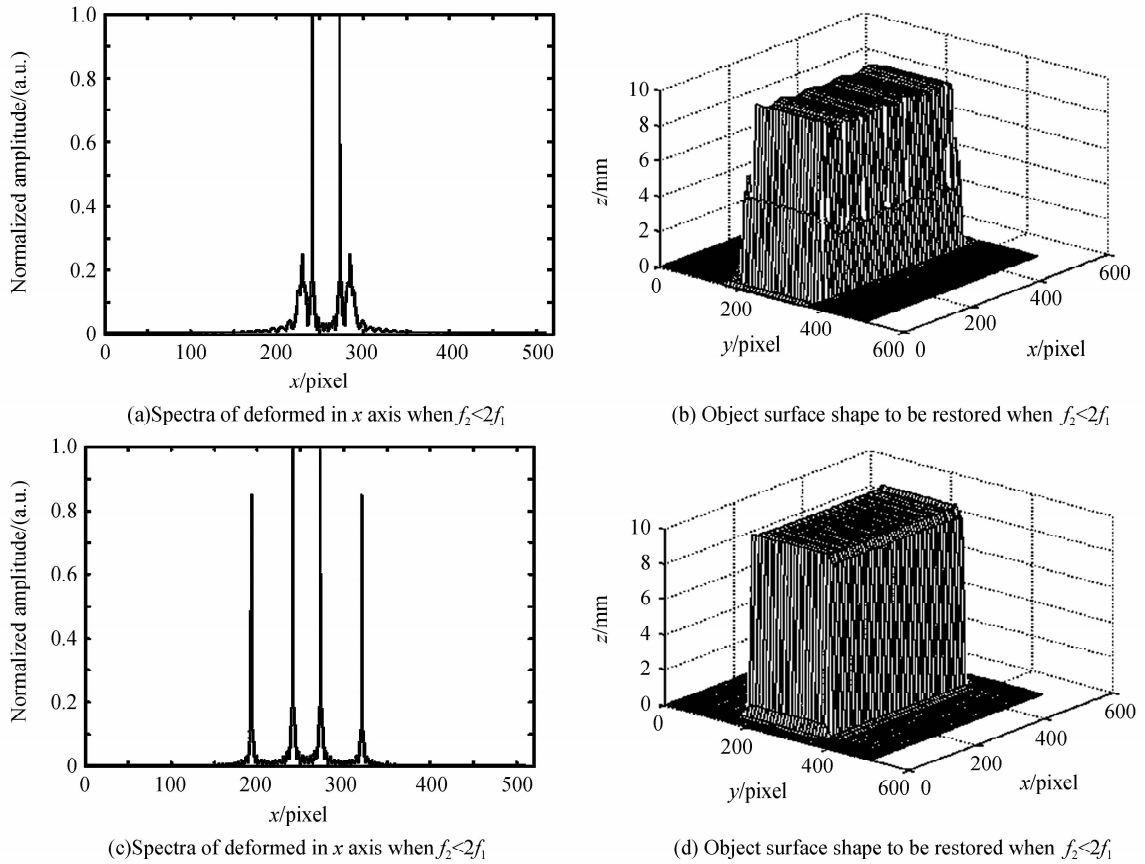 1.0
0.8
0.6
0.4
0.2
0
0 100 200 300 400 500
Normalized amplitude/(a.u.)
x/pixel
(a)Spectra of deformed in x axis when f₂<2f₁
10
8
6
4
2
0
z/mm
0 200 400 600
y/pixel
0 200 400 600
x/pixel
(b) Object surface shape to be restored when f₂<2f₁
1.0
0.8
0.6
0.4
0.2
0
0 100 200 300 400 500
Normalized amplitude/(a.u.)
x/pixel
(c)Spectra of deformed in x axis when f₂<2f₁
10
8
6
4
2
0
z/mm
0 200 400 600
y/pixel
0 200 400 600
x/pixel
(d) Object surface shape to be restored when f₂<2f₁